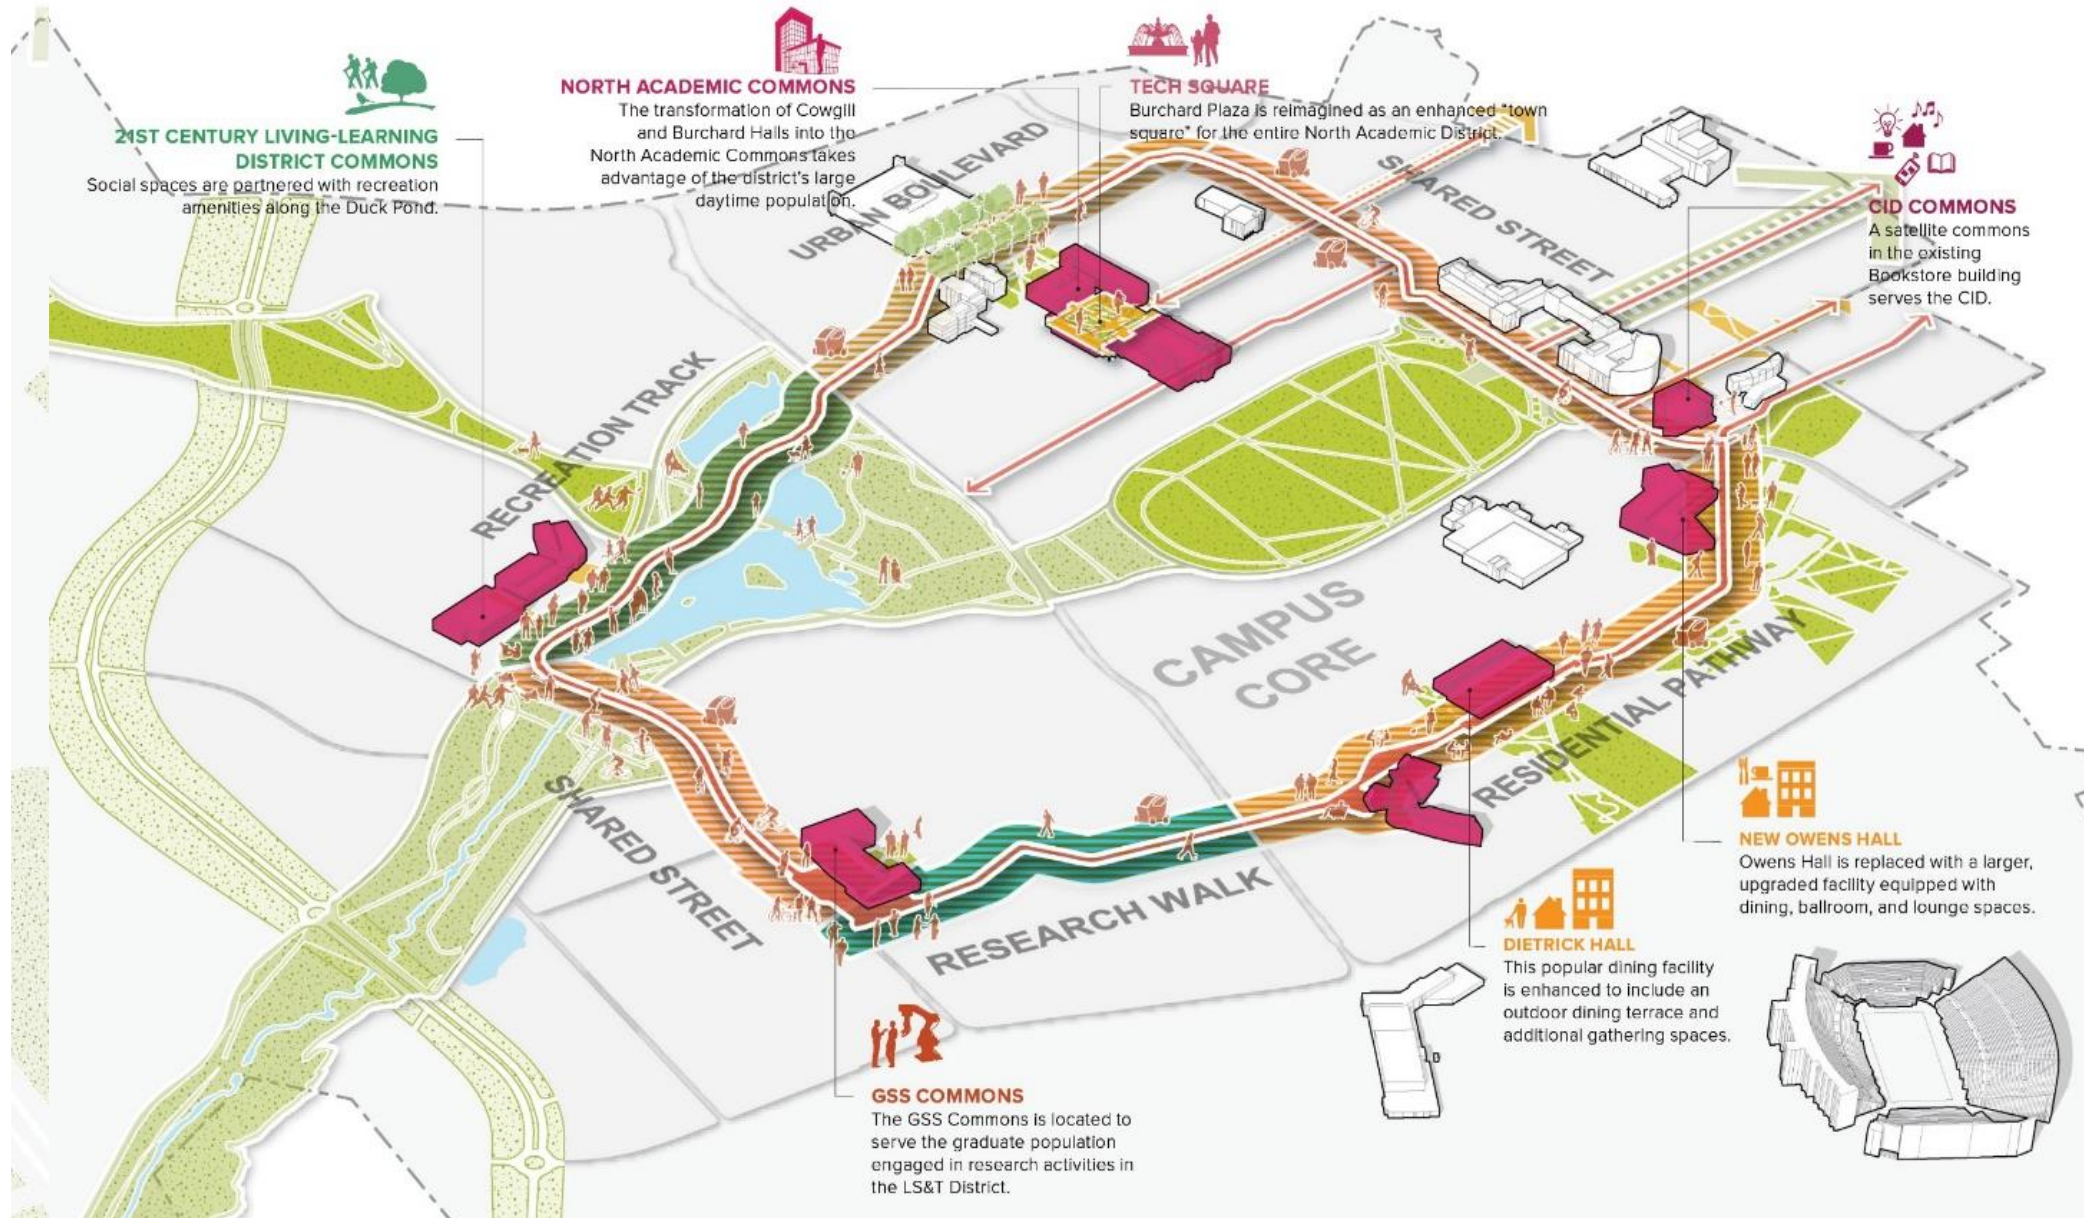 21ST CENTURY LIVING-LEARNING
DISTRICT COMMONS
Social spaces are partnered with recreation
amenities along the Duck Pond.
NORTH ACADEMIC COMMONS
The transformation of Cowgill
and Burchard Halls into the
North Academic Commons takes
advantage of the district's large
daytime population.
TECH SQUARE
Burchard Plaza is reimagined as an enhanced "town
square" for the entire North Academic District.
CID COMMONS
A satellite commons
in the existing
Bookstore building
serves the CID.
URBAN BOULEVARD
SHARED STREET
RECREATION TRACK
CAMPUS
CORE
RESIDENTIAL PATHWAY
SHARED STREET
RESEARCH WALK
NEW OWENS HALL
Owens Hall is replaced with a larger,
upgraded facility equipped with
dining, ballroom, and lounge spaces.
DIETRICK HALL
This popular dining facility
is enhanced to include an
outdoor dining terrace and
additional gathering spaces.
GSS COMMONS
The GSS Commons is located to
serve the graduate population
engaged in research activities in
the LS&T District.